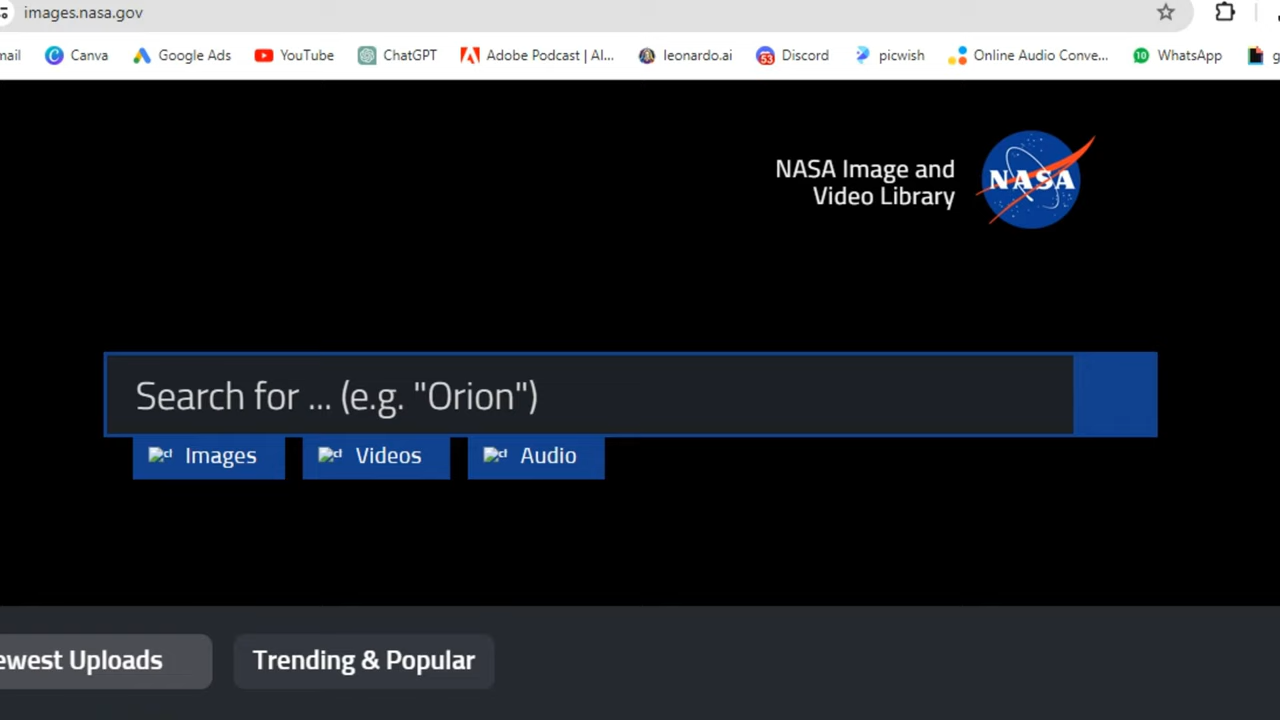 images.nasa.gov
mail Canva Google Ads YouTube ChatGPT Adobe Podcast | AI... leonardo.ai 53 Discord picwish Online Audio Conve... 10 WhatsApp g
NASA Image and
Video Library
NASA
Search for ... (e.g. "Orion")
Images Videos Audio
ewest Uploads Trending & Popular